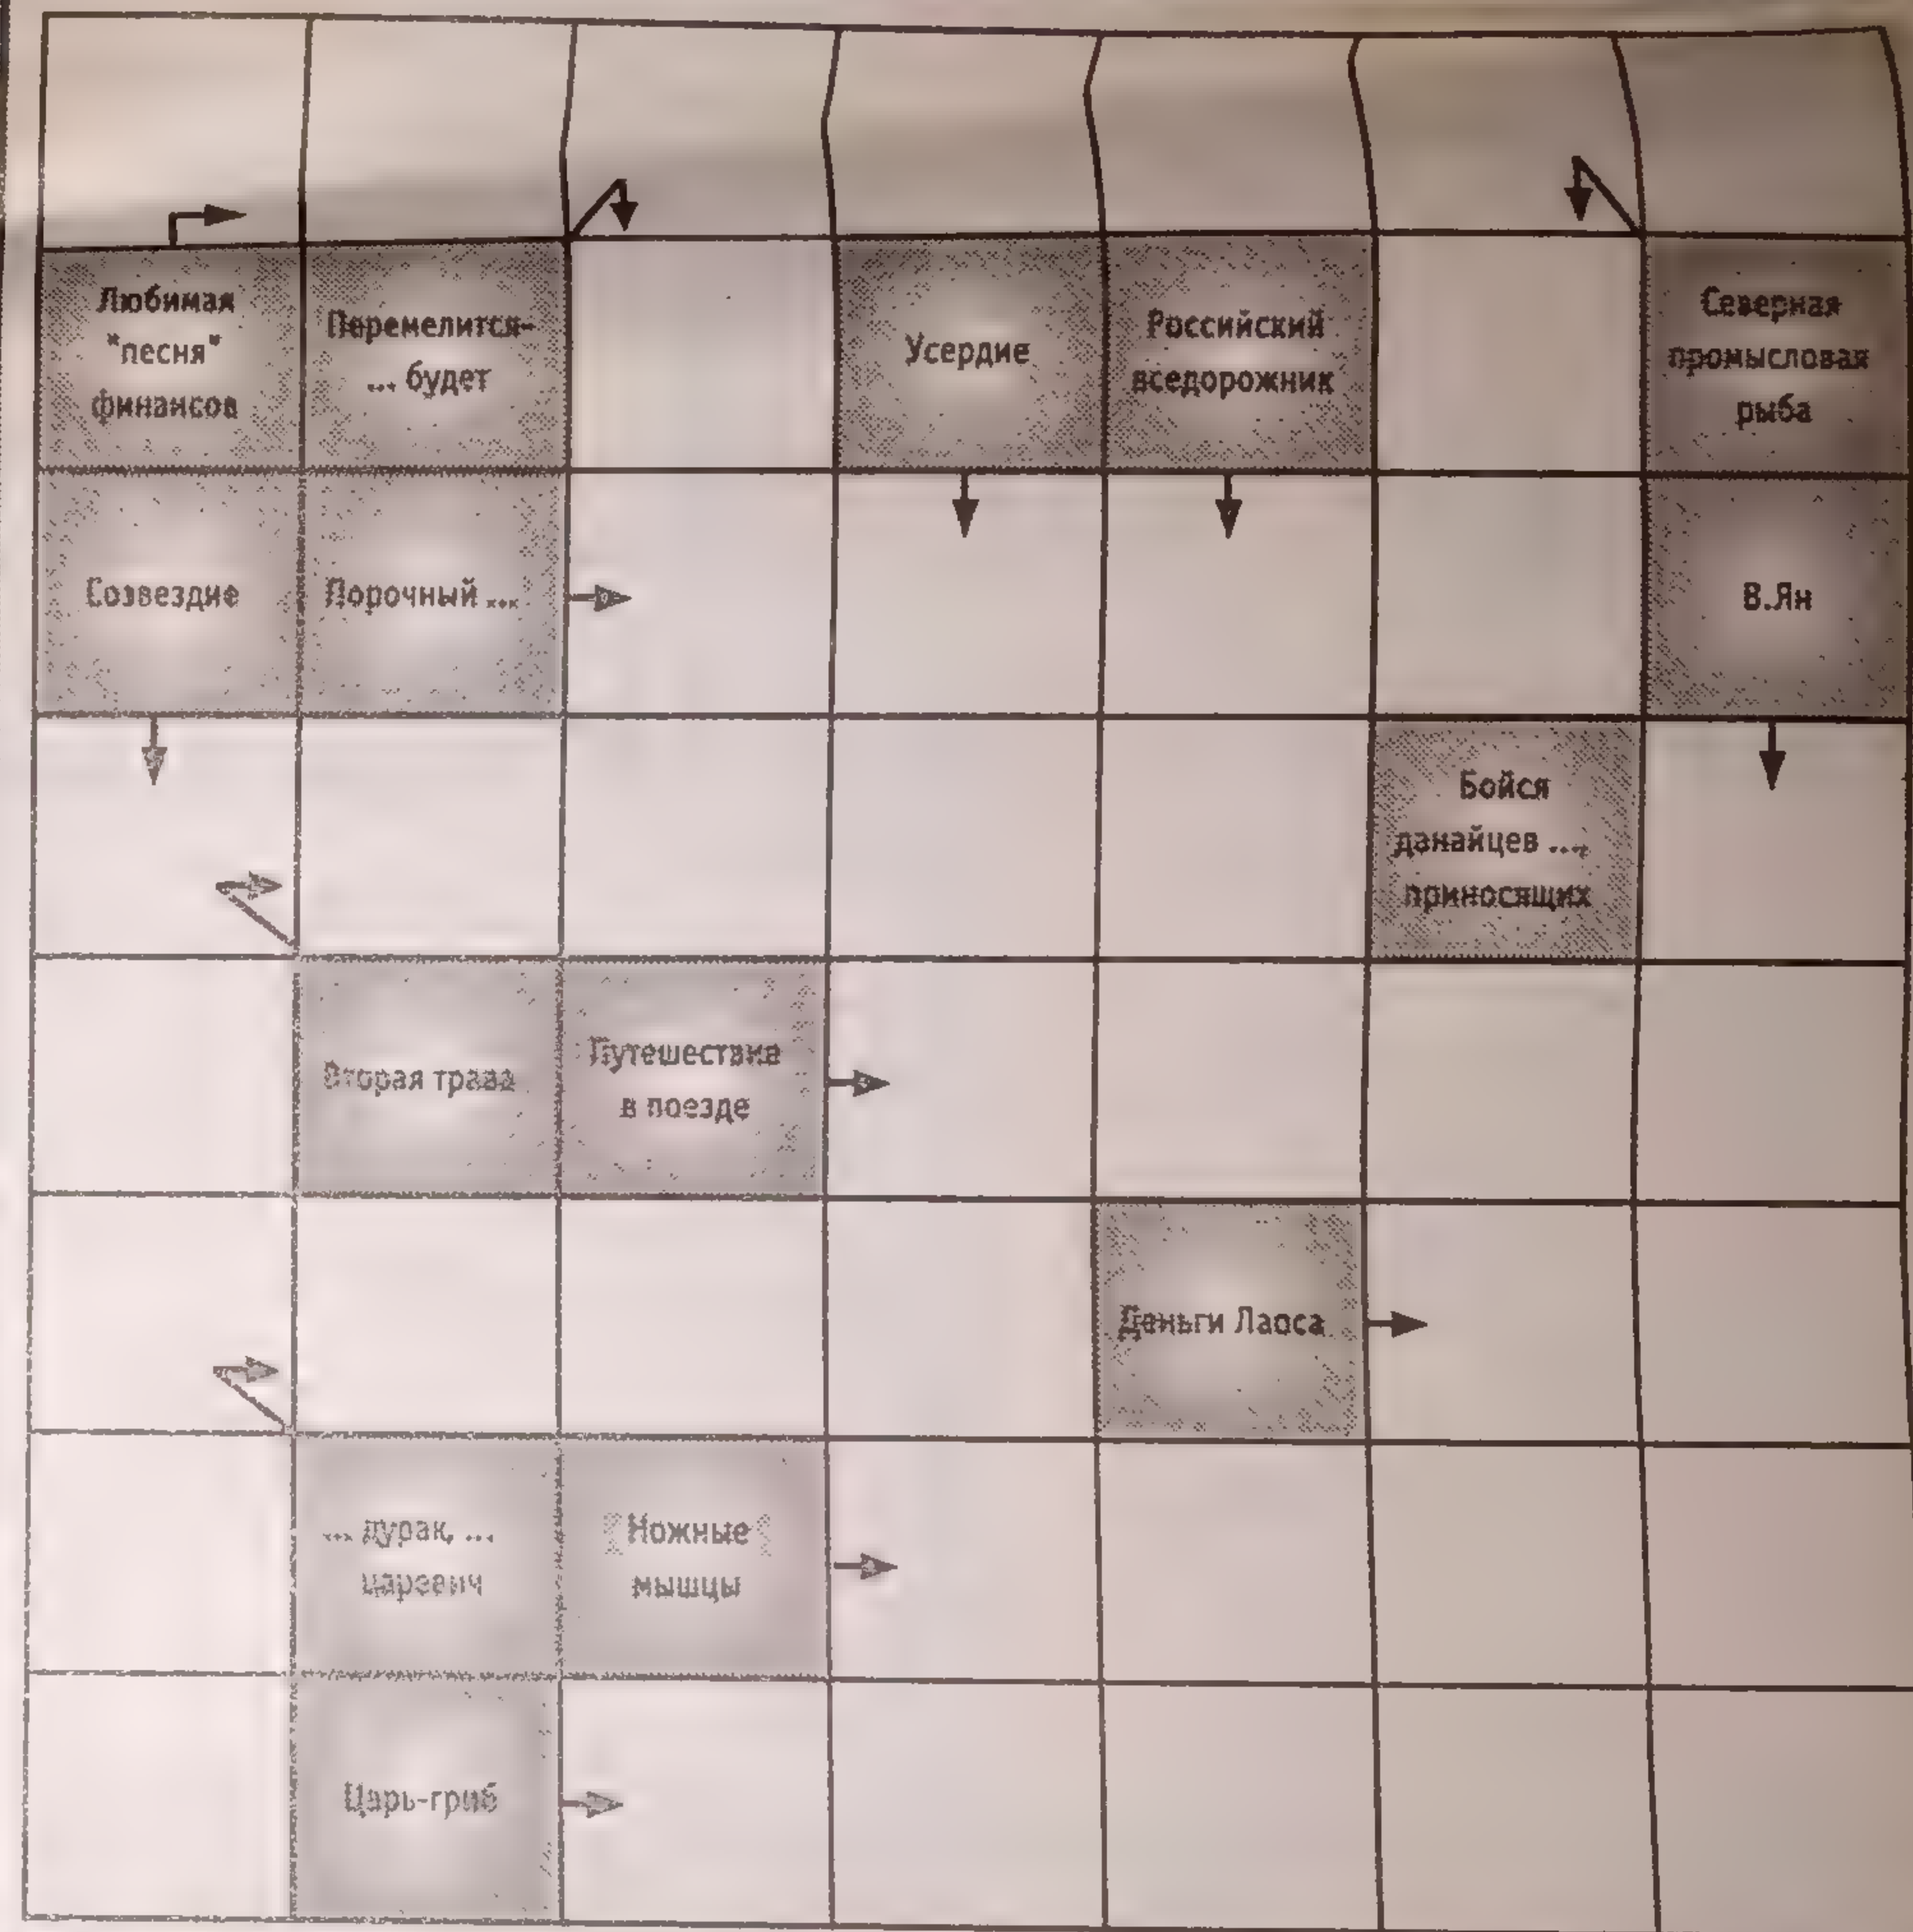 Любимая
"песня"
финансов
Перемелится-
... будет
Усердие
Российский
вседорожник
Северная
промысловая
рыба
Созвездие
Порочный ...
В.Ян
Бойся
данайцев ...,
приносящих
Вторая трава
Путешествие
в поезде
Деньги Лаоса
... дурак, ...
царевич
Ножные
мышцы
Царь-гриб